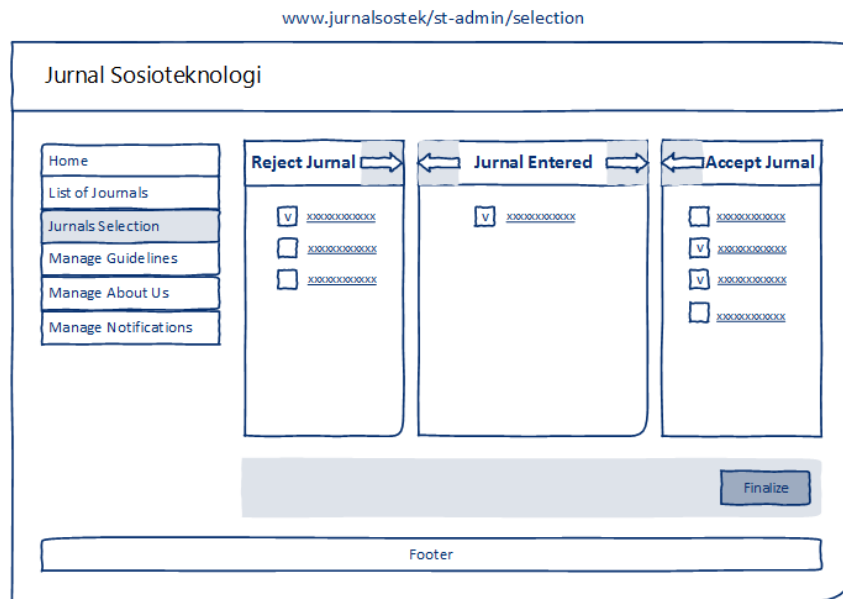 www.jurnalsostek/st-admin/selection
Jurnal Sosioteknologi
Home
List of Journals
Jurnals Selection
Manage Guidelines
Manage About Us
Manage Notifications
Reject Jurnal
v xxxxxxxxxxxx
xxxxxxxxxxxx
xxxxxxxxxxxx
Jurnal Entered
v xxxxxxxxxxxx
Accept Jurnal
xxxxxxxxxxxx
v xxxxxxxxxxxx
v xxxxxxxxxxxx
xxxxxxxxxxxx
Finalize
Footer